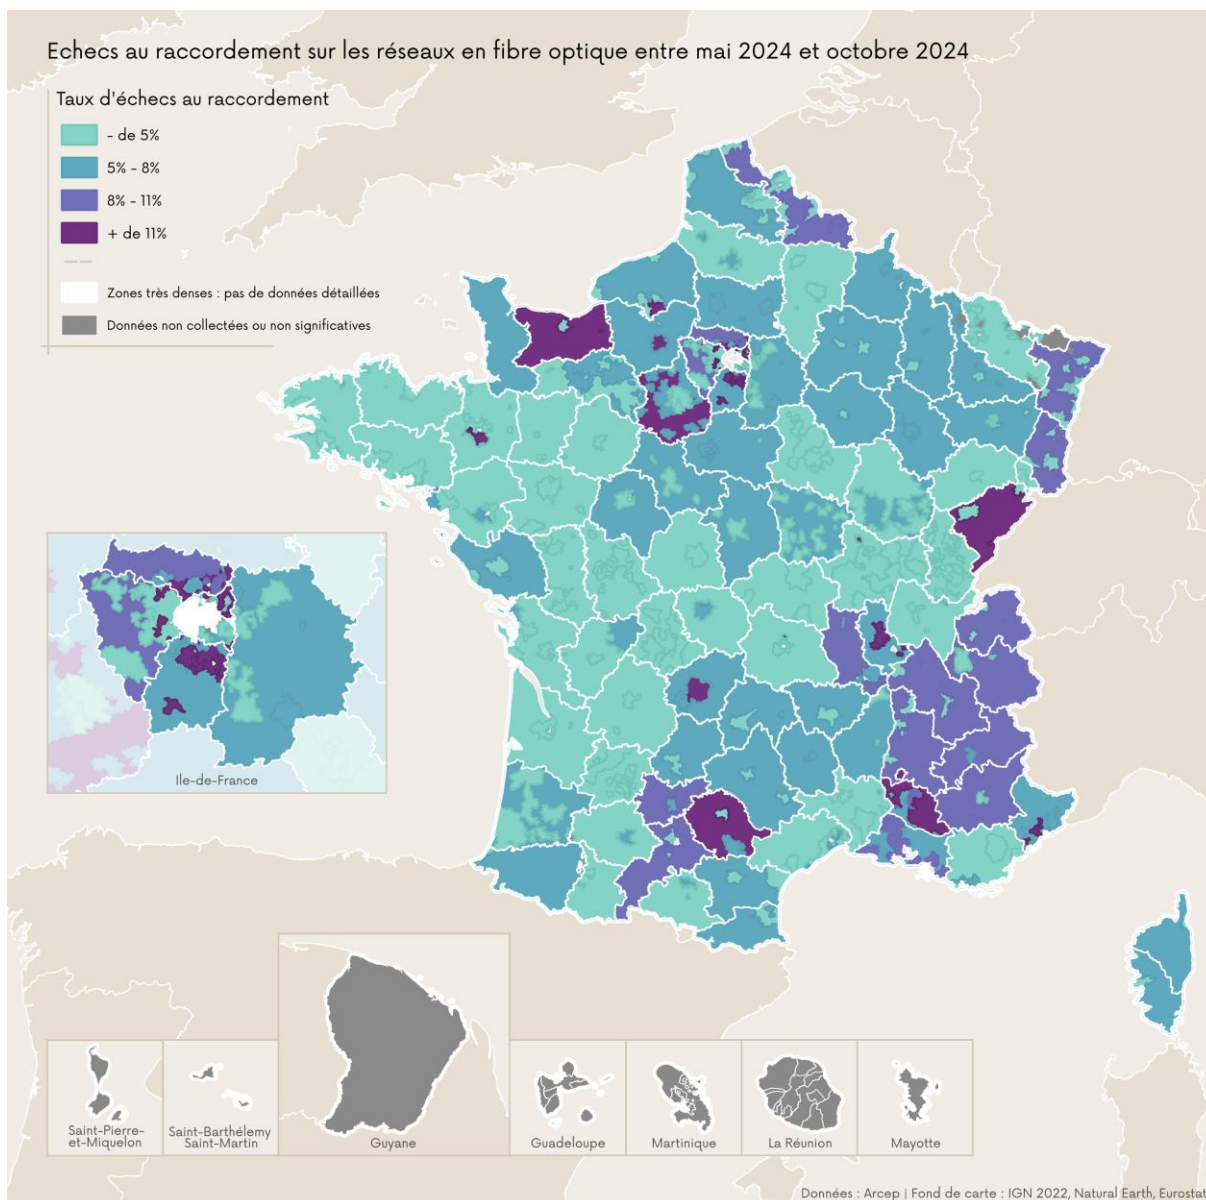 Echecs au raccordement sur les réseaux en fibre optique entre mai 2024 et octobre 2024
Taux d'échecs au raccordement
- de 5%
5% - 8%
8% - 11%
+ de 11%
Zones très denses : pas de données détaillées
Données non collectées ou non significatives
Ile-de-France
Saint-Pierre-
et-Miquelon
Saint-Barthélemy
Saint-Martin
Guyane
Guadeloupe
Martinique
La Réunion
Mayotte
Données : Arcep | Fond de carte : IGN 2022, Natural Earth, Eurostat